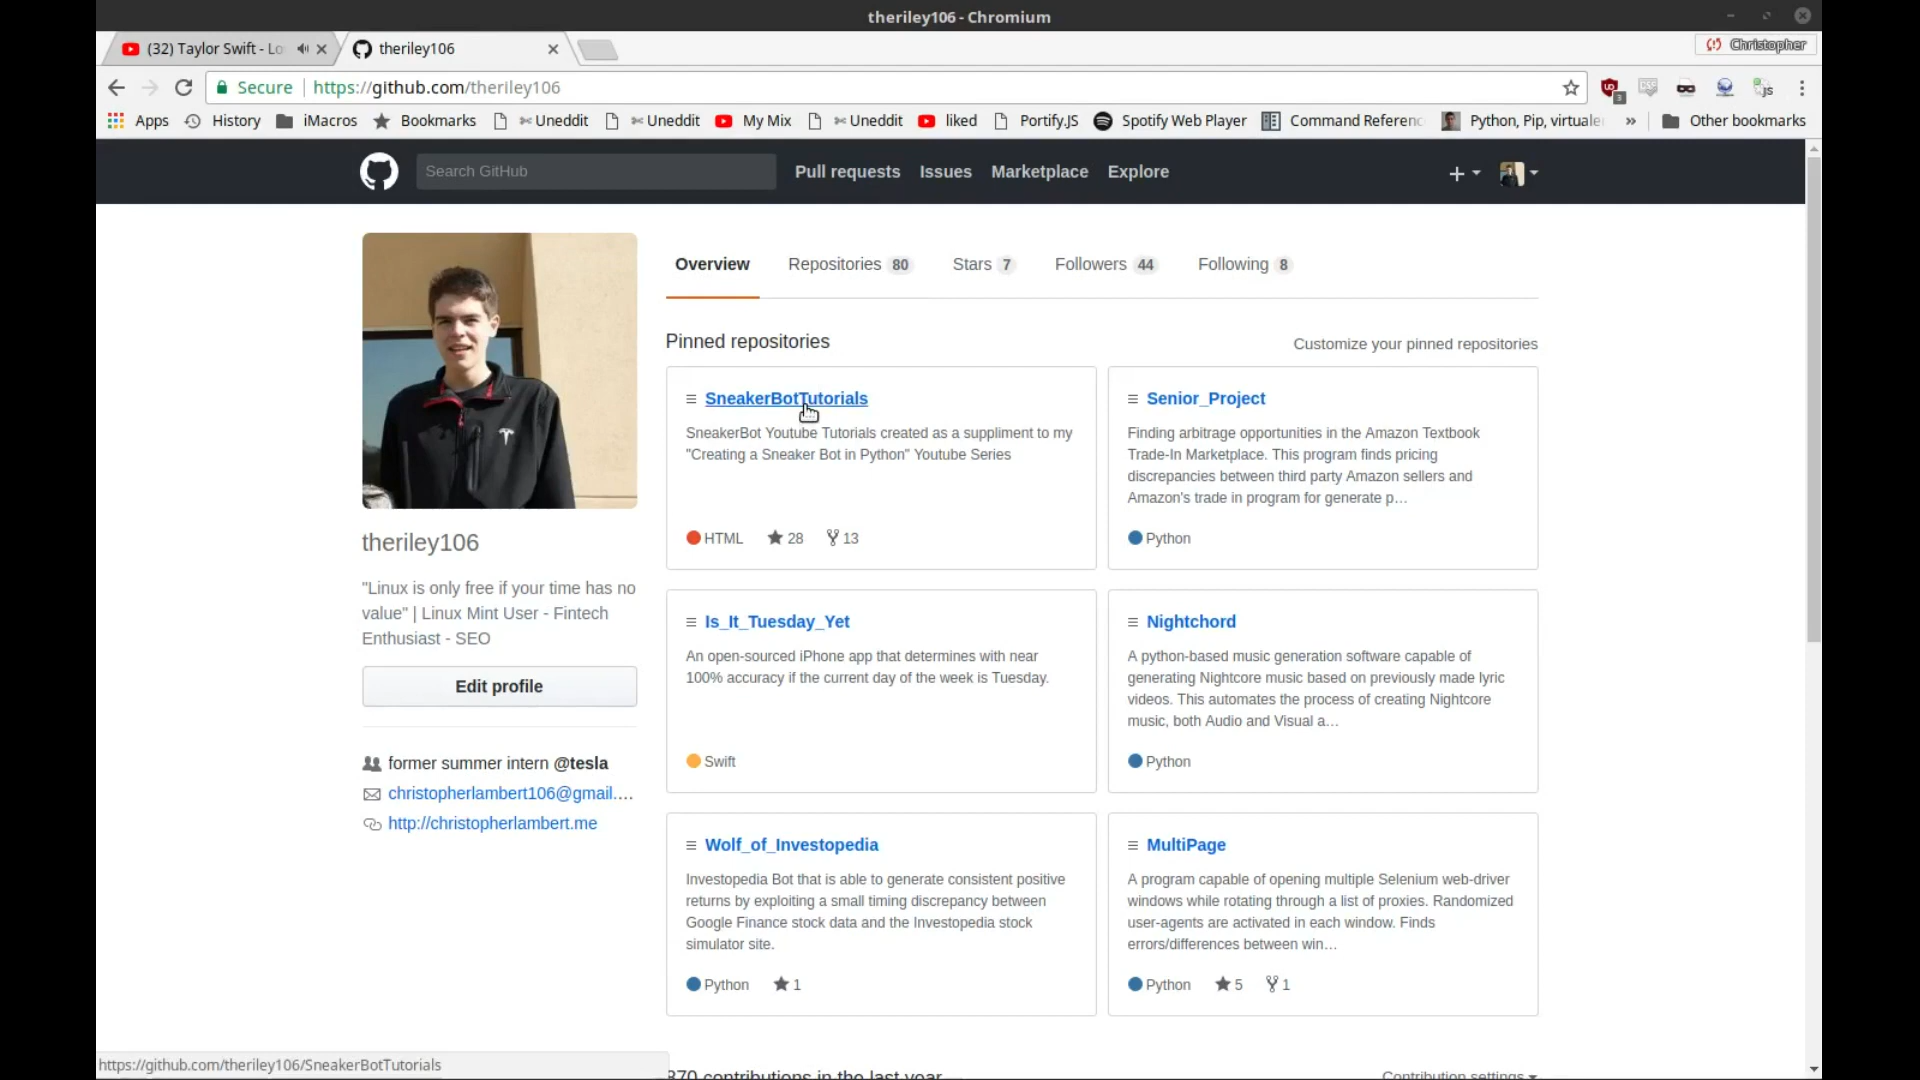 theriley106 - Chromium
(32) Taylor Swift - Lo
theriley106
Christopher
Secure
https://github.com/theriley106
Apps
History
iMacros
Bookmarks
Uneddit
Uneddit
My Mix
Uneddit
liked
PortifyJS
Spotify Web Player
Command Referenc
Python, Pip, virtuale
»
Other bookmarks
Search GitHub
Pull requests
Issues
Marketplace
Explore
Overview
Repositories 80
Stars 7
Followers 44
Following 8
Pinned repositories
Customize your pinned repositories
SneakerBotTutorials
SneakerBot Youtube Tutorials created as a suppliment to my
"Creating a Sneaker Bot in Python" Youtube Series
HTML 28 13
Senior_Project
Finding arbitrage opportunities in the Amazon Textbook
Trade-In Marketplace. This program finds pricing
discrepancies between third party Amazon sellers and
Amazon's trade in program for generate p…
Python
theriley106
"Linux is only free if your time has no
value" | Linux Mint User - Fintech
Enthusiast - SEO
Edit profile
former summer intern @tesla
christopherlambert106@gmail.…
http://christopherlambert.me
Is_It_Tuesday_Yet
An open-sourced iPhone app that determines with near
100% accuracy if the current day of the week is Tuesday.
Swift
Nightchord
A python-based music generation software capable of
generating Nightcore music based on previously made lyric
videos. This automates the process of creating Nightcore
music, both Audio and Visual a…
Python
Wolf_of_Investopedia
Investopedia Bot that is able to generate consistent positive
returns by exploiting a small timing discrepancy between
Google Finance stock data and the Investopedia stock
simulator site.
Python 1
MultiPage
A program capable of opening multiple Selenium web-driver
windows while rotating through a list of proxies. Randomized
user-agents are activated in each window. Finds
errors/differences between win…
Python 5 1
870 contributions in the last year
Contribution settings
https://github.com/theriley106/SneakerBotTutorials